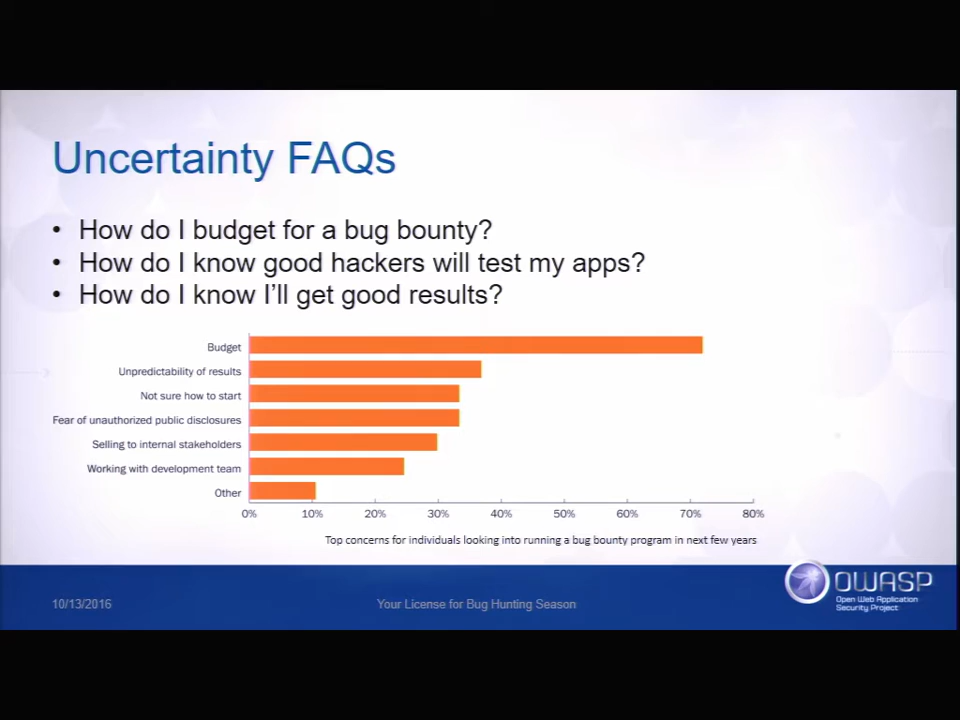 Uncertainty FAQs
• How do I budget for a bug bounty?
• How do I know good hackers will test my apps?
• How do I know I'll get good results?
Budget
Unpredictability of results
Not sure how to start
Fear of unauthorized public disclosures
Selling to internal stakeholders
Working with development team
Other
0% 10% 20% 30% 40% 50% 60% 70% 80%
Top concerns for individuals looking into running a bug bounty program in next few years
10/13/2016
Your License for Bug Hunting Season
OWASP
Open Web Application
Security Project